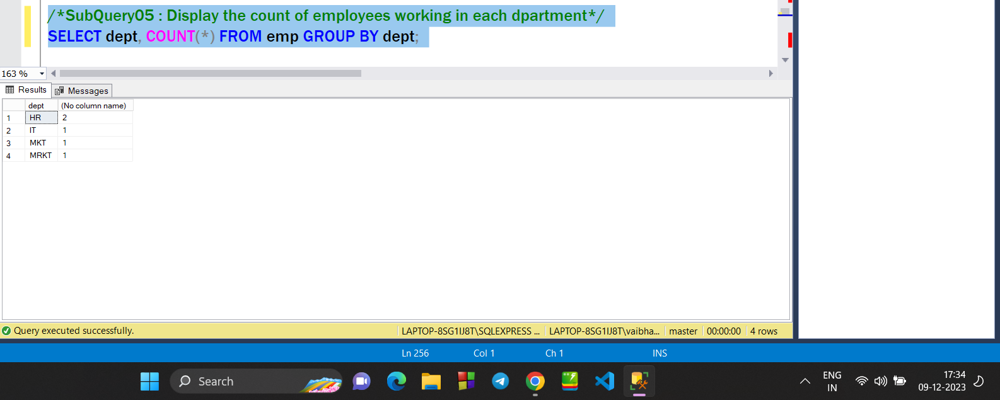 /*SubQuery05 : Display the count of employees working in each dpartment*/
SELECT dept, COUNT(*) FROM emp GROUP BY dept;
163 %
Results Messages
dept (No column name)
1 HR 2
2 IT 1
3 MKT 1
4 MRKT 1
Query executed successfully. LAPTOP-8SG1IJ8T\SQLEXPRESS ... LAPTOP-8SG1IJ8T\vaibha... master 00:00:00 4 rows
Ln 256 Col 1 Ch 1 INS
Search
ENG
IN
17:34
09-12-2023